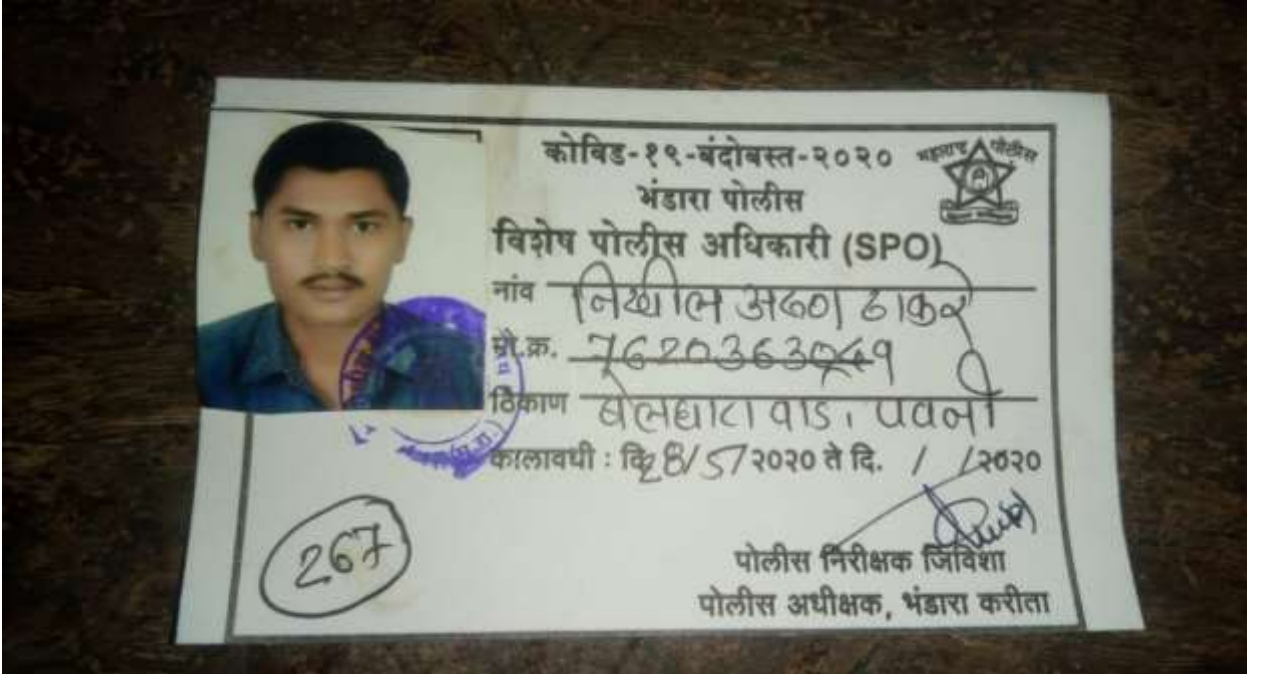 कोविड-१९-बंदोबस्त-२०२०
महाराष्ट्र पोलीस
भंडारा पोलीस
विशेष पोलीस अधिकारी (SPO)
नांव निखील अरुण ठाकरे
मो.क्र. 7620363049
ठिकाण बेलघाटा वार्ड, पवनी
कालावधी : दि. 28/5/२०२० ते दि. / /२०२०
267
पोलीस निरीक्षक जिविशा
पोलीस अधीक्षक, भंडारा करीता